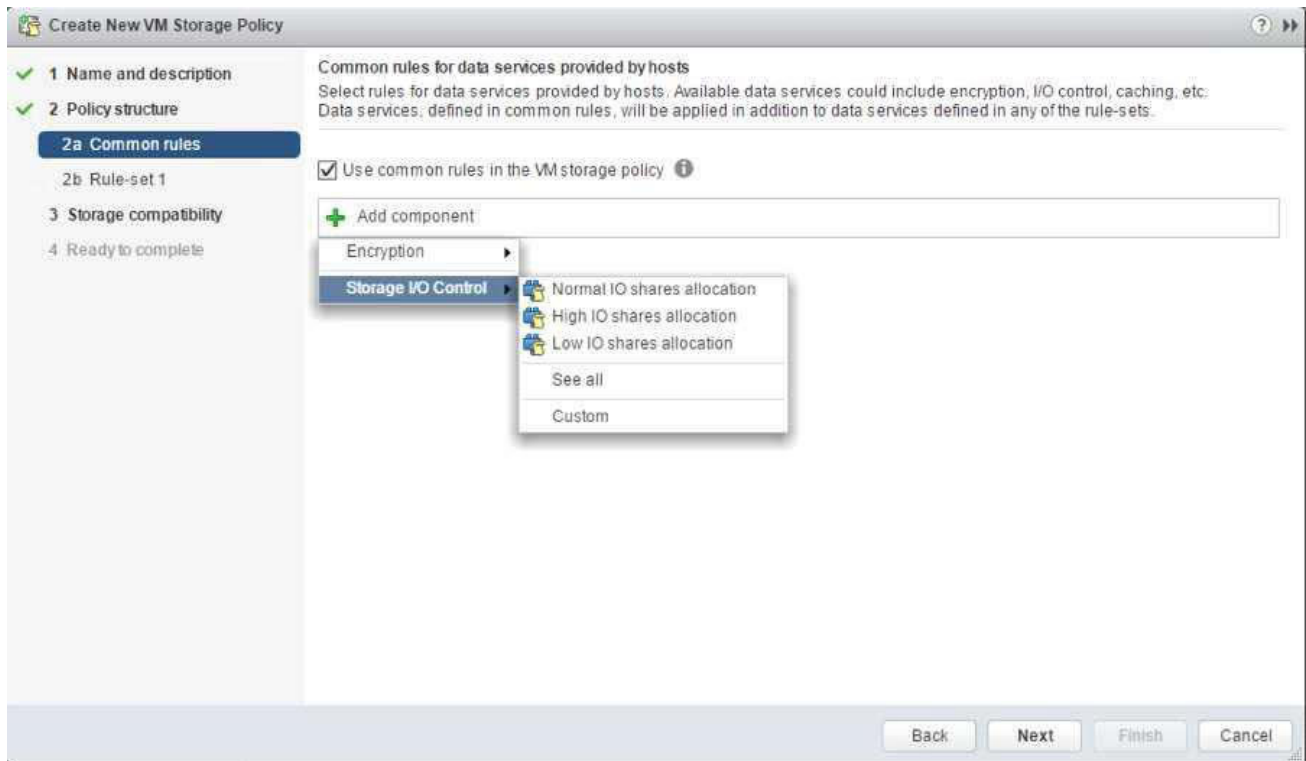 Create New VM Storage Policy
1 Name and description
2 Policy structure
2a Common rules
2b Rule-set 1
3 Storage compatibility
4 Ready to complete
Common rules for data services provided by hosts
Select rules for data services provided by hosts. Available data services could include encryption, I/O control, caching, etc.
Data services, defined in common rules, will be applied in addition to data services defined in any of the rule-sets.
Use common rules in the VM storage policy
Add component
Encryption
Storage I/O Control
Normal IO shares allocation
High IO shares allocation
Low IO shares allocation
See all
Custom
Back
Next
Finish
Cancel